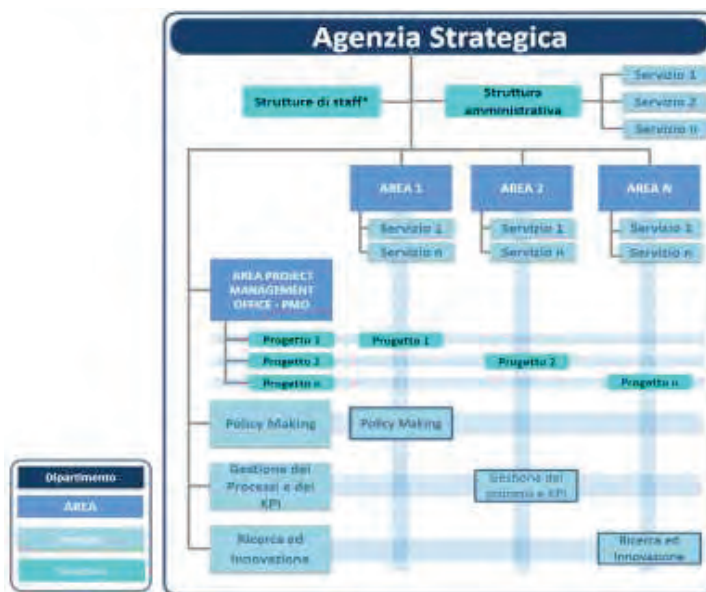 Agenzia Strategica
Strutture di staff*
Struttura
amministrativa
Servizio 1
Servizio 2
Servizio n
AREA 1
AREA 2
AREA N
Servizio 1
Servizio n
Servizio 1
Servizio n
Servizio 1
Servizio n
AREA PROJECT
MANAGEMENT
OFFICE - PMO
Progetto 1
Progetto 1
Progetto 2
Progetto 2
Progetto n
Progetto n
Policy Making
Policy Making
Gestione dei
Processi e dei
KPI
Gestione dei
processi e KPI
Ricerca ed
Innovazione
Ricerca ed
Innovazione
Dipartimento
AREA